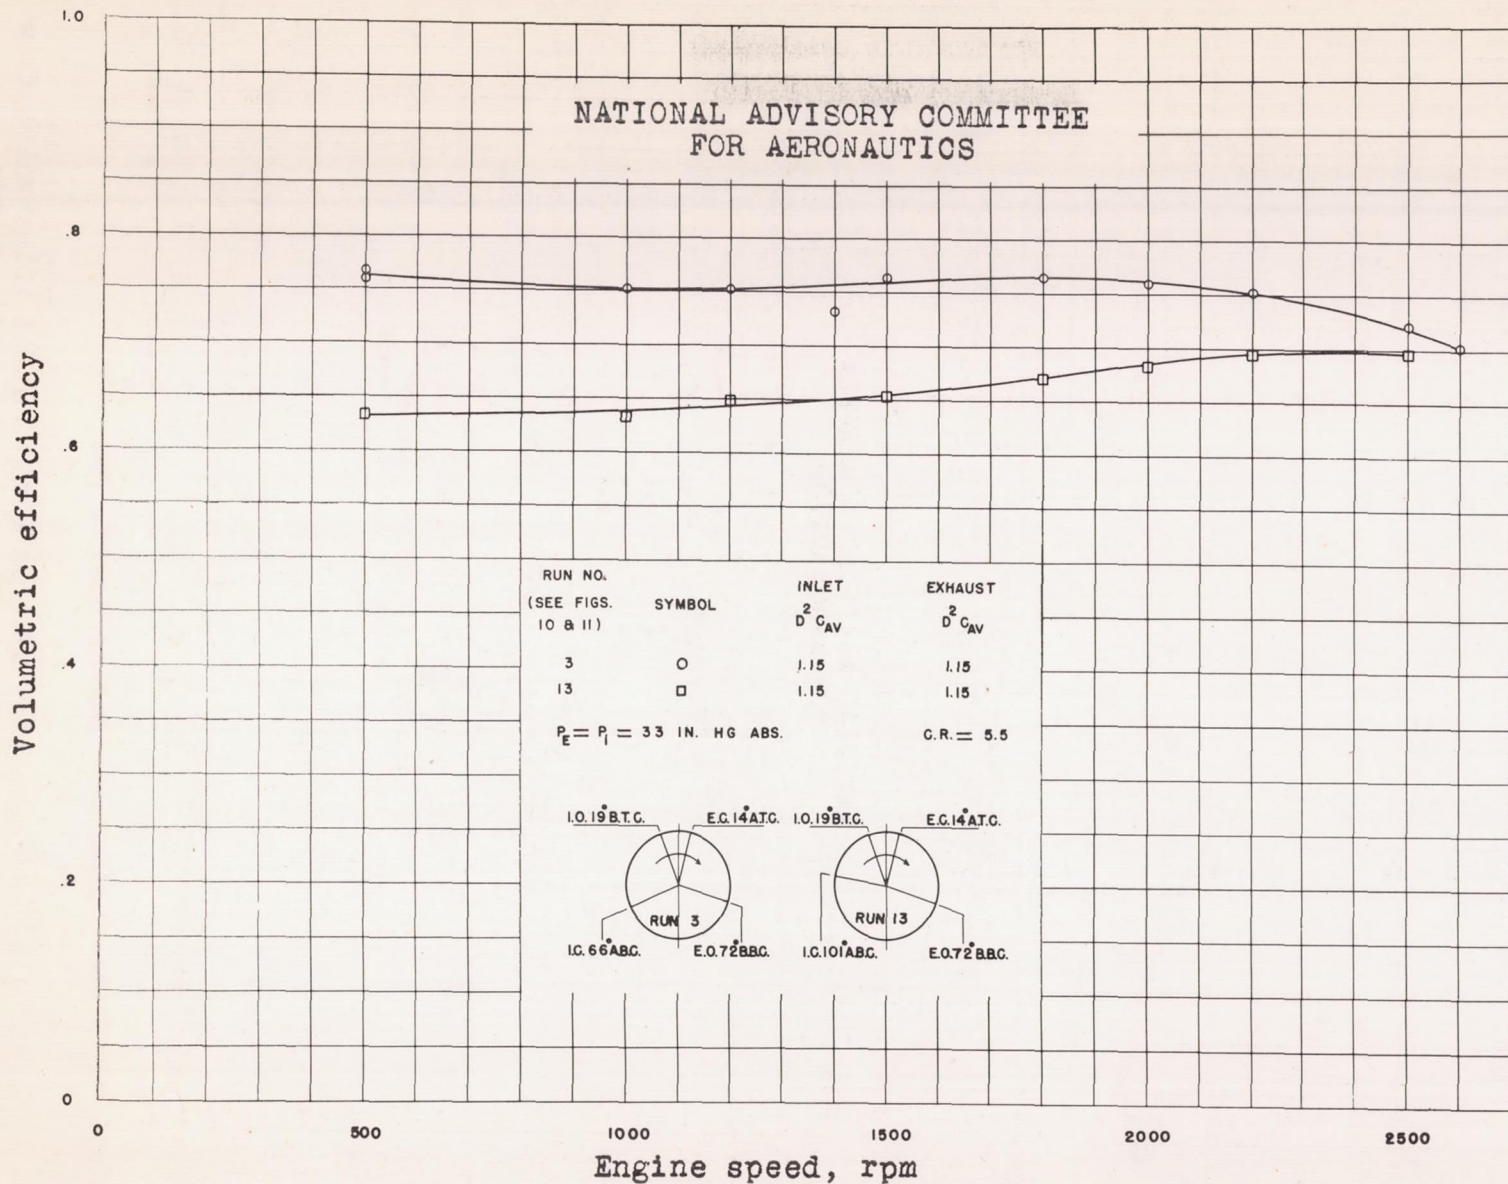 NATIONAL ADVISORY COMMITTEE
FOR AERONAUTICS
1.0
.8
.6
.4
.2
0
Volumetric efficiency
RUN NO.
(SEE FIGS.
10 & 11)
SYMBOL
INLET
D² C_AV
EXHAUST
D² C_AV
3 O 1.15 1.15
13 □ 1.15 1.15
P_E = P_I = 33 IN. HG ABS. C.R. = 5.5
I.O. 19° B.T.C. E.C. 14° A.T.C. I.O. 19° B.T.C. E.C. 14° A.T.C.
RUN 3 RUN 13
I.C. 66° A.B.C. E.O. 72° B.B.C. I.C. 101° A.B.C. E.O. 72° B.B.C.
0 500 1000 1500 2000 2500
Engine speed, rpm